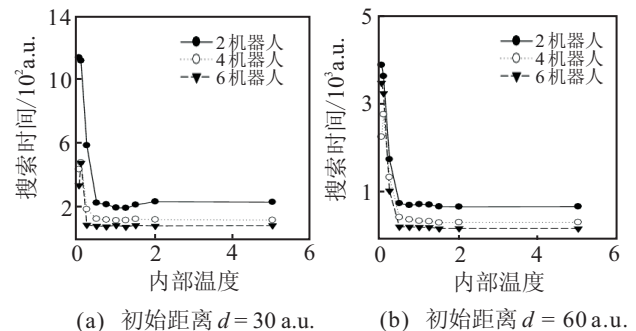 14
10
6
2
搜索时间/10²a.u.
2机器人
4机器人
6机器人
0 2 4 6
内部温度
(a) 初始距离 d = 30 a.u.
5
3
1
搜索时间/10³a.u.
2机器人
4机器人
6机器人
0 2 4 6
内部温度
(b) 初始距离 d = 60 a.u.